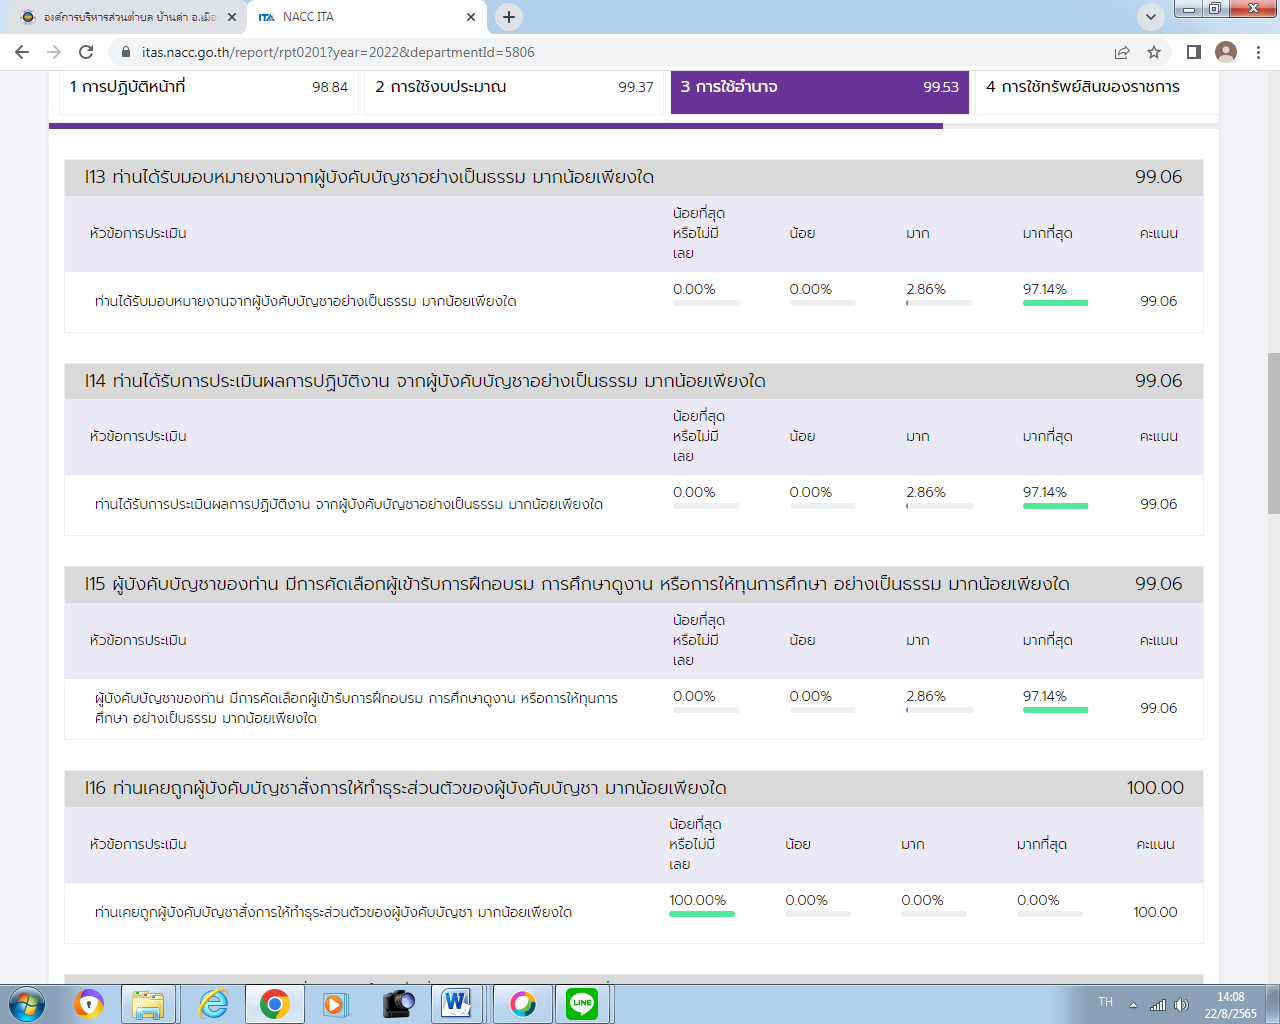 องค์การบริหารส่วนตำบล บ้านค่า อ.เมือ
ITA NACC ITA
itas.nacc.go.th/report/rpt0201?year=2022&departmentId=5806
1 การปฏิบัติหน้าที่ 98.84 2 การใช้งบประมาณ 99.37 3 การใช้อำนาจ 99.53 4 การใช้ทรัพย์สินของราชการ
I13 ท่านได้รับมอบหมายงานจากผู้บังคับบัญชาอย่างเป็นธรรม มากน้อยเพียงใด 99.06
หัวข้อการประเมิน น้อยที่สุด หรือไม่มี เลย น้อย มาก มากที่สุด คะแนน
ท่านได้รับมอบหมายงานจากผู้บังคับบัญชาอย่างเป็นธรรม มากน้อยเพียงใด 0.00% 0.00% 2.86% 97.14% 99.06
I14 ท่านได้รับการประเมินผลการปฏิบัติงาน จากผู้บังคับบัญชาอย่างเป็นธรรม มากน้อยเพียงใด 99.06
หัวข้อการประเมิน น้อยที่สุด หรือไม่มี เลย น้อย มาก มากที่สุด คะแนน
ท่านได้รับการประเมินผลการปฏิบัติงาน จากผู้บังคับบัญชาอย่างเป็นธรรม มากน้อยเพียงใด 0.00% 0.00% 2.86% 97.14% 99.06
I15 ผู้บังคับบัญชาของท่าน มีการคัดเลือกผู้เข้ารับการฝึกอบรม การศึกษาดูงาน หรือการให้ทุนการศึกษา อย่างเป็นธรรม มากน้อยเพียงใด 99.06
หัวข้อการประเมิน น้อยที่สุด หรือไม่มี เลย น้อย มาก มากที่สุด คะแนน
ผู้บังคับบัญชาของท่าน มีการคัดเลือกผู้เข้ารับการฝึกอบรม การศึกษาดูงาน หรือการให้ทุนการ
ศึกษา อย่างเป็นธรรม มากน้อยเพียงใด 0.00% 0.00% 2.86% 97.14% 99.06
I16 ท่านเคยถูกผู้บังคับบัญชาสั่งการให้ทำธุระส่วนตัวของผู้บังคับบัญชา มากน้อยเพียงใด 100.00
หัวข้อการประเมิน น้อยที่สุด หรือไม่มี เลย น้อย มาก มากที่สุด คะแนน
ท่านเคยถูกผู้บังคับบัญชาสั่งการให้ทำธุระส่วนตัวของผู้บังคับบัญชา มากน้อยเพียงใด 100.00% 0.00% 0.00% 0.00% 100.00
LINE
TH 14:08
22/8/2565